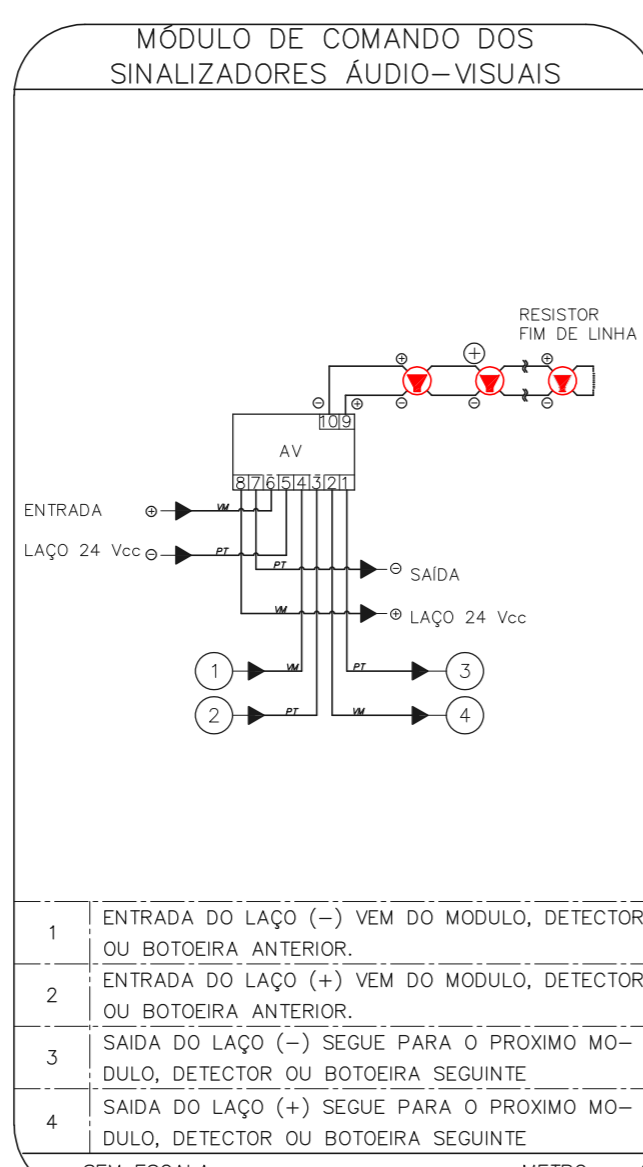 MÓDULO DE COMANDO DOS
SINALIZADORES ÁUDIO-VISUAIS
RESISTOR
FIM DE LINHA
10 9
AV
8 7 6 5 4 3 2 1
ENTRADA
VM
LAÇO 24 Vcc
PT
PT
SAÍDA
VM
LAÇO 24 Vcc
1 VM PT 3
2 PT VM 4
1 ENTRADA DO LAÇO (-) VEM DO MODULO, DETECTOR
OU BOTOEIRA ANTERIOR.
2 ENTRADA DO LAÇO (+) VEM DO MODULO, DETECTOR
OU BOTOEIRA ANTERIOR.
3 SAIDA DO LAÇO (-) SEGUE PARA O PROXIMO MO-
DULO, DETECTOR OU BOTOEIRA SEGUINTE
4 SAIDA DO LAÇO (+) SEGUE PARA O PROXIMO MO-
DULO, DETECTOR OU BOTOEIRA SEGUINTE
SEM ESCALA METRO